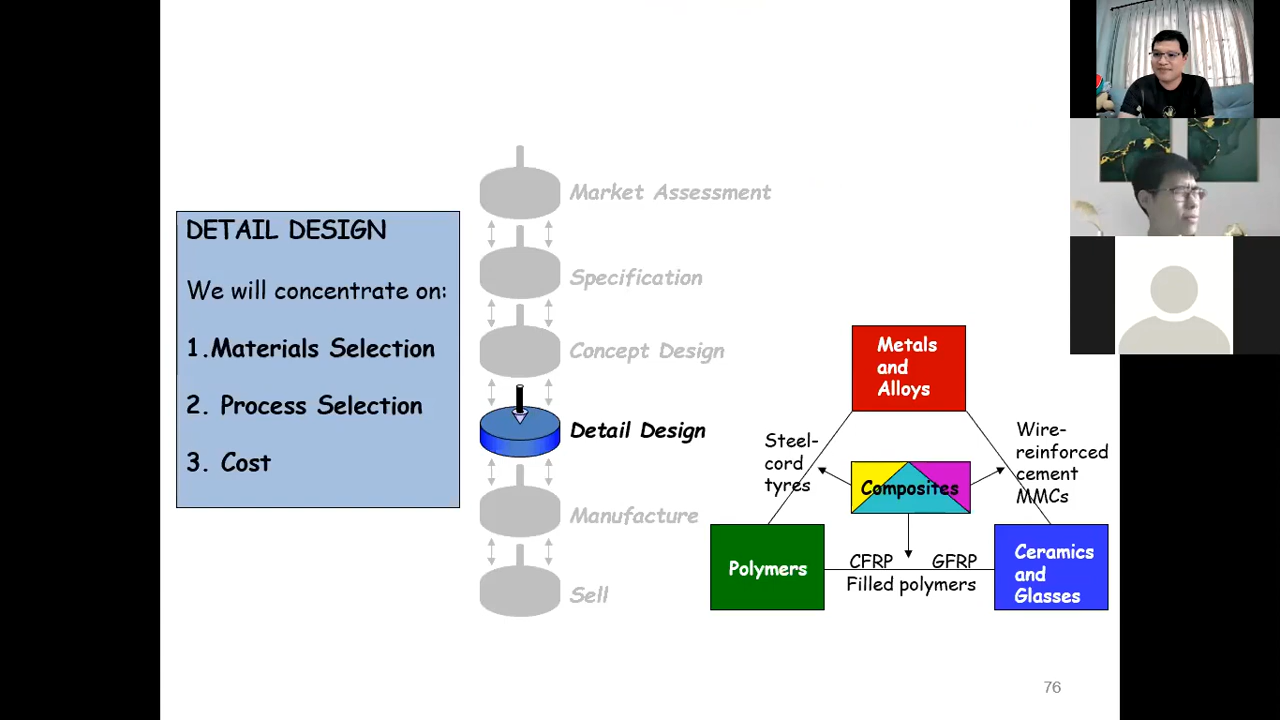 DETAIL DESIGN
We will concentrate on:
1.Materials Selection
2. Process Selection
3. Cost
Market Assessment
Specification
Concept Design
Detail Design
Manufacture
Sell
Metals
and
Alloys
Steel-
cord
tyres
Wire-
reinforced
cement
MMCs
Composites
Polymers
CFRP
GFRP
Filled polymers
Ceramics
and
Glasses
76